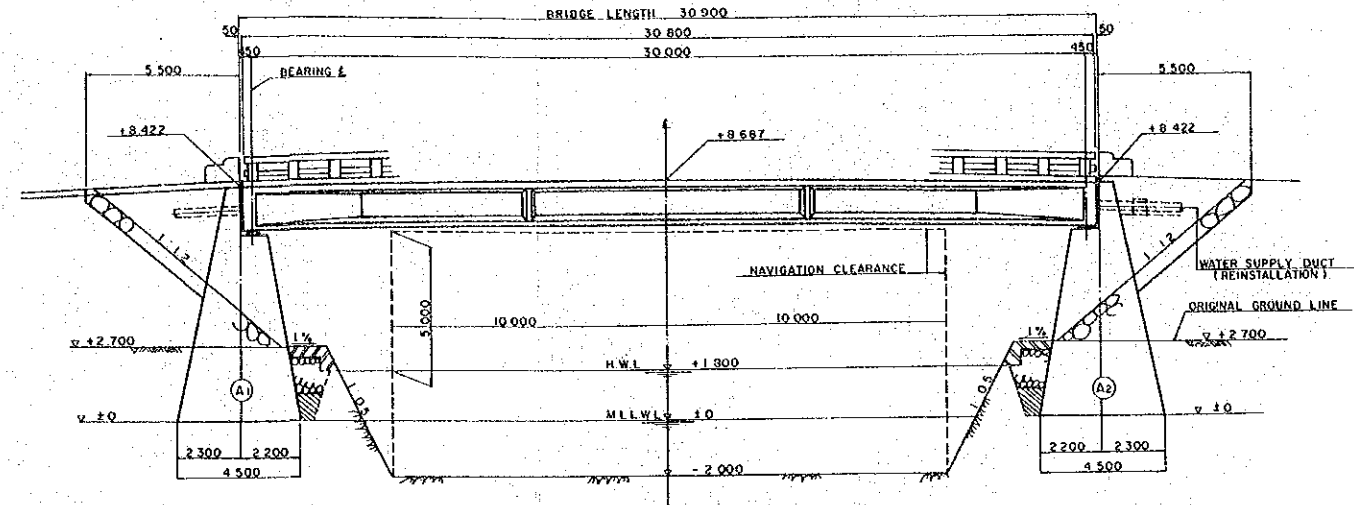 BRIDGE LENGTH 30 900
50 30 800 50
450 30 000 450
5 500 BEARING ℄ 5 500
+8.422 +8.687 +8 422
1:1.2 1:1.2
NAVIGATION CLEARANCE
WATER SUPPLY DUCT
(REINSTALLATION)
5 000
10 000 10 000
ORIGINAL GROUND LINE
+2.700 1% 1% +2 700
H.W.L +1 300
A1 1:0.5 1:0.5 A2
±0 M.L.L.W.L ±0 ±0
2 300 2 200 2 200 2 300
4 500 -2 000 4 500